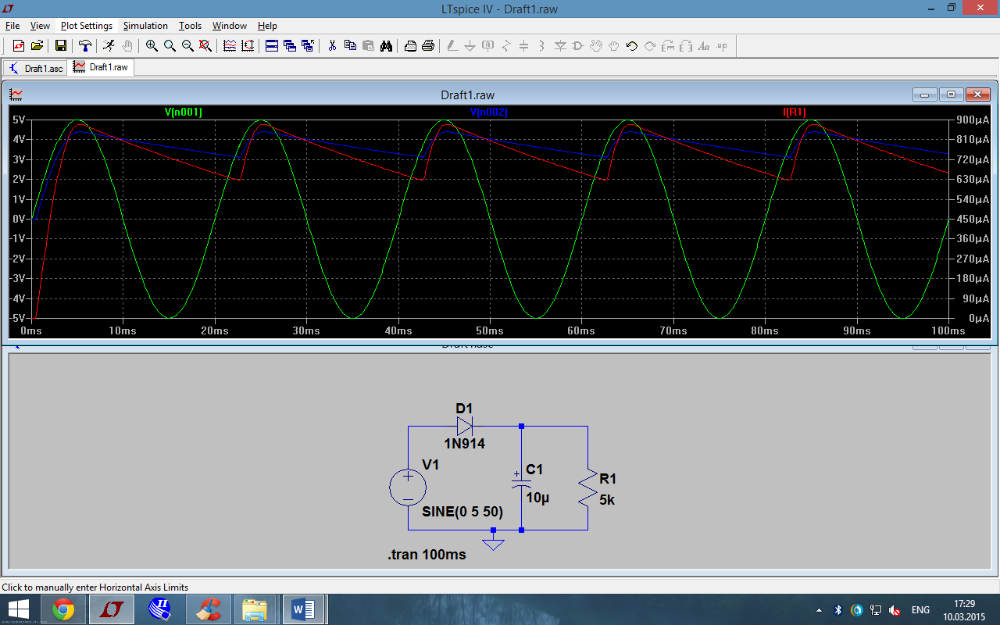 LTspice IV - Draft1.raw
File View Plot Settings Simulation Tools Window Help
Draft1.asc Draft1.raw
Draft1.raw
V(n001) V(n002) I(R1)
5V 900µA
4V 810µA
3V 720µA
2V 630µA
1V 540µA
0V 450µA
-1V 360µA
-2V 270µA
-3V 180µA
-4V 90µA
-5V 0µA
0ms 10ms 20ms 30ms 40ms 50ms 60ms 70ms 80ms 90ms 100ms
D1
1N914
V1
C1
R1
10µ
5k
SINE(0 5 50)
.tran 100ms
Click to manually enter Horizontal Axis Limits
ENG
17:29
10.03.2015